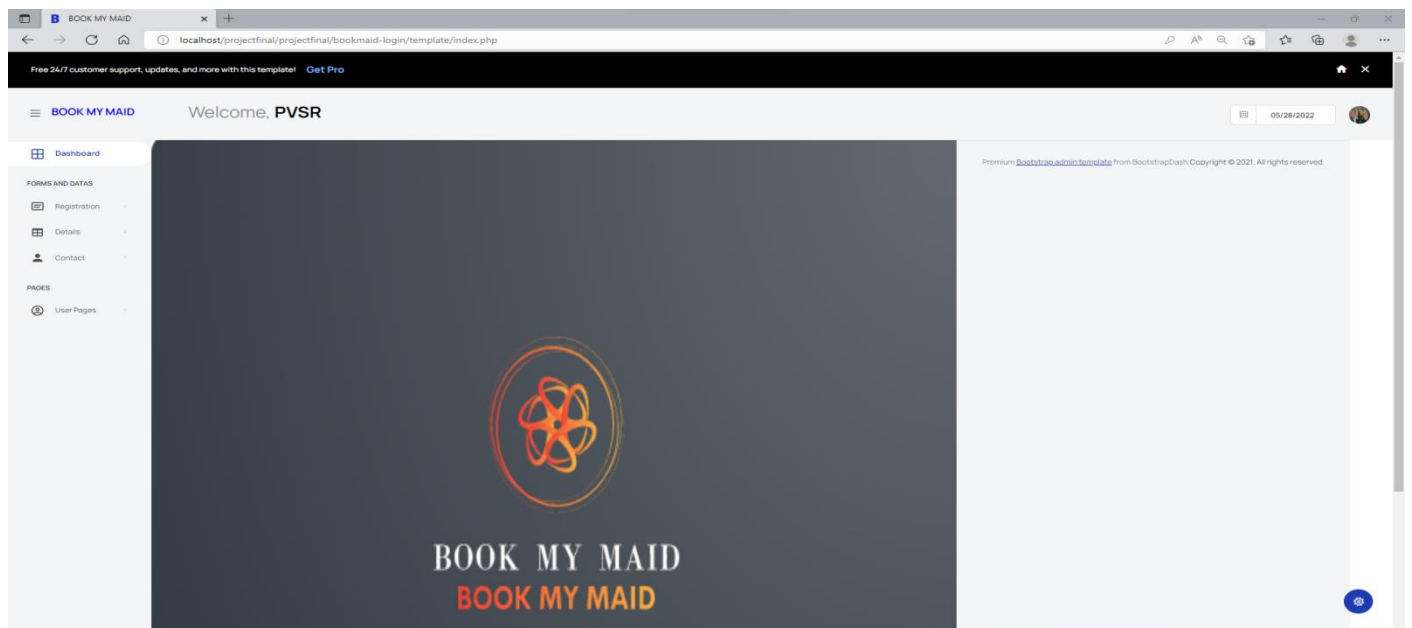 B BOOK MY MAID
localhost/projectfinal/projectfinal/bookmaid-login/template/index.php
Free 24/7 customer support, updates, and more with this template! Get Pro
BOOK MY MAID
Welcome, PVSR
05/28/2022
Dashboard
Premium Bootstrap admin template from BootstrapDash Copyright © 2021. All rights reserved.
FORMS AND DATAS
Registration
Details
Contact
PAGES
User Pages
BOOK MY MAID
BOOK MY MAID